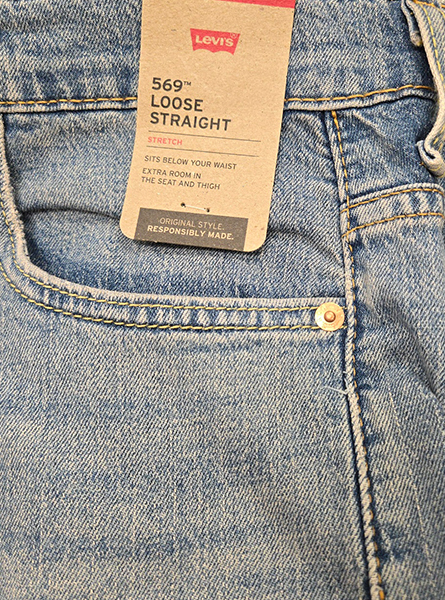 Levi's
569™
LOOSE
STRAIGHT
STRETCH
SITS BELOW YOUR WAIST
EXTRA ROOM IN
THE SEAT AND THIGH
ORIGINAL STYLE.
RESPONSIBLY MADE.